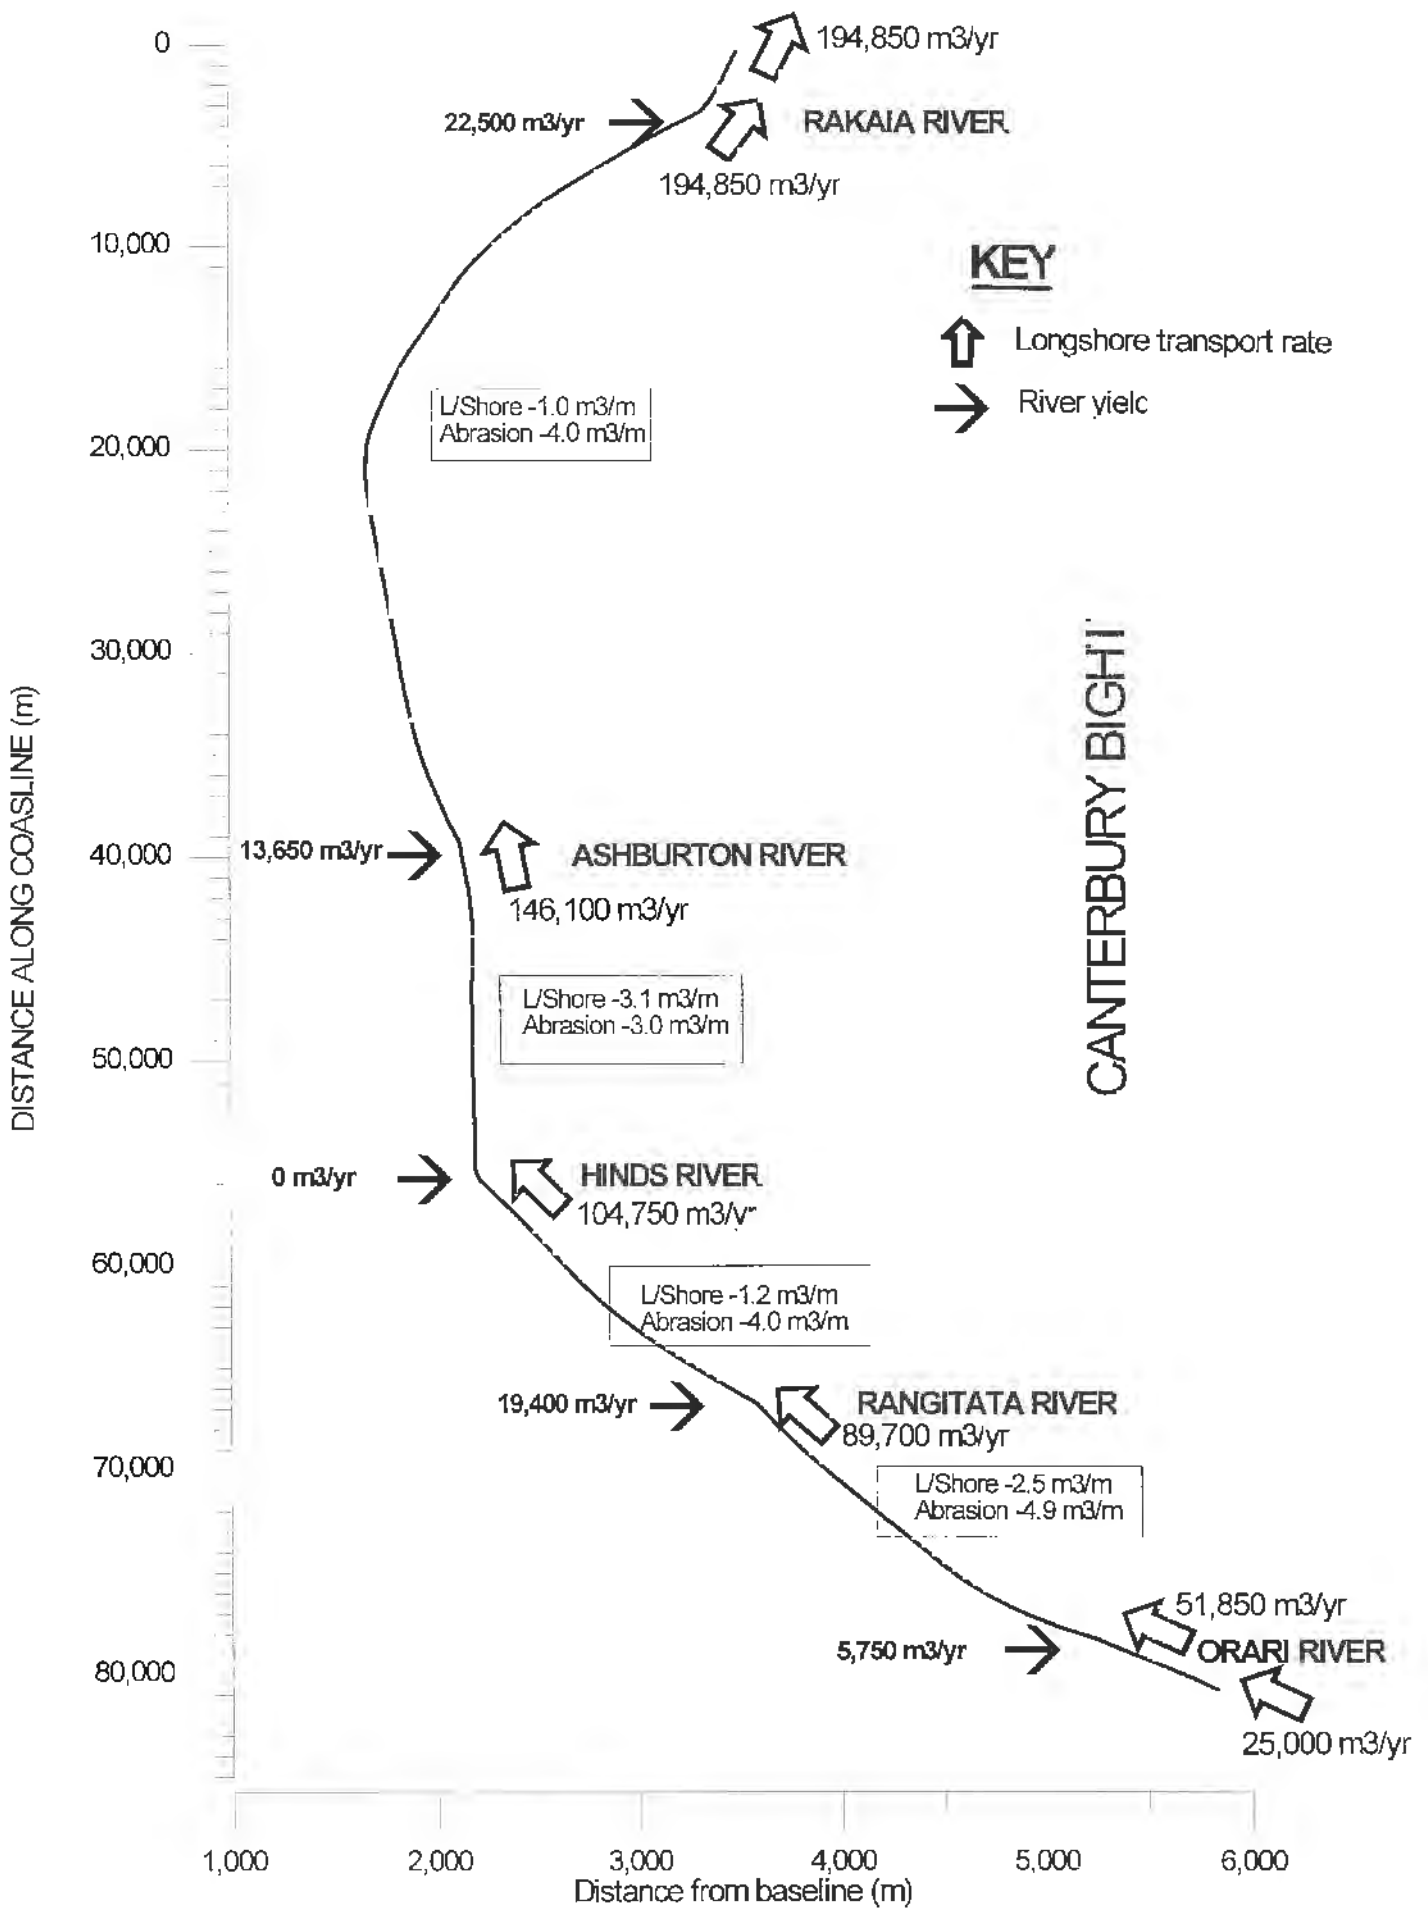 194,850 m3/yr
0
22,500 m3/yr
RAKAIA RIVER
194,850 m3/yr
10,000
KEY
Longshore transport rate
River yield
L/Shore -1.0 m3/m
Abrasion -4.0 m3/m
20,000
30,000
CANTERBURY BIGHT
DISTANCE ALONG COASLINE (m)
13,650 m3/yr
40,000
ASHBURTON RIVER
146,100 m3/yr
L/Shore -3.1 m3/m
Abrasion -3.0 m3/m
50,000
0 m3/yr
HINDS RIVER
104,750 m3/yr
60,000
L/Shore -1.2 m3/m
Abrasion -4.0 m3/m
19,400 m3/yr
RANGITATA RIVER
89,700 m3/yr
70,000
L/Shore -2.5 m3/m
Abrasion -4.9 m3/m
51,850 m3/yr
5,750 m3/yr
ORARI RIVER
80,000
25,000 m3/yr
1,000 2,000 3,000 4,000 5,000 6,000
Distance from baseline (m)